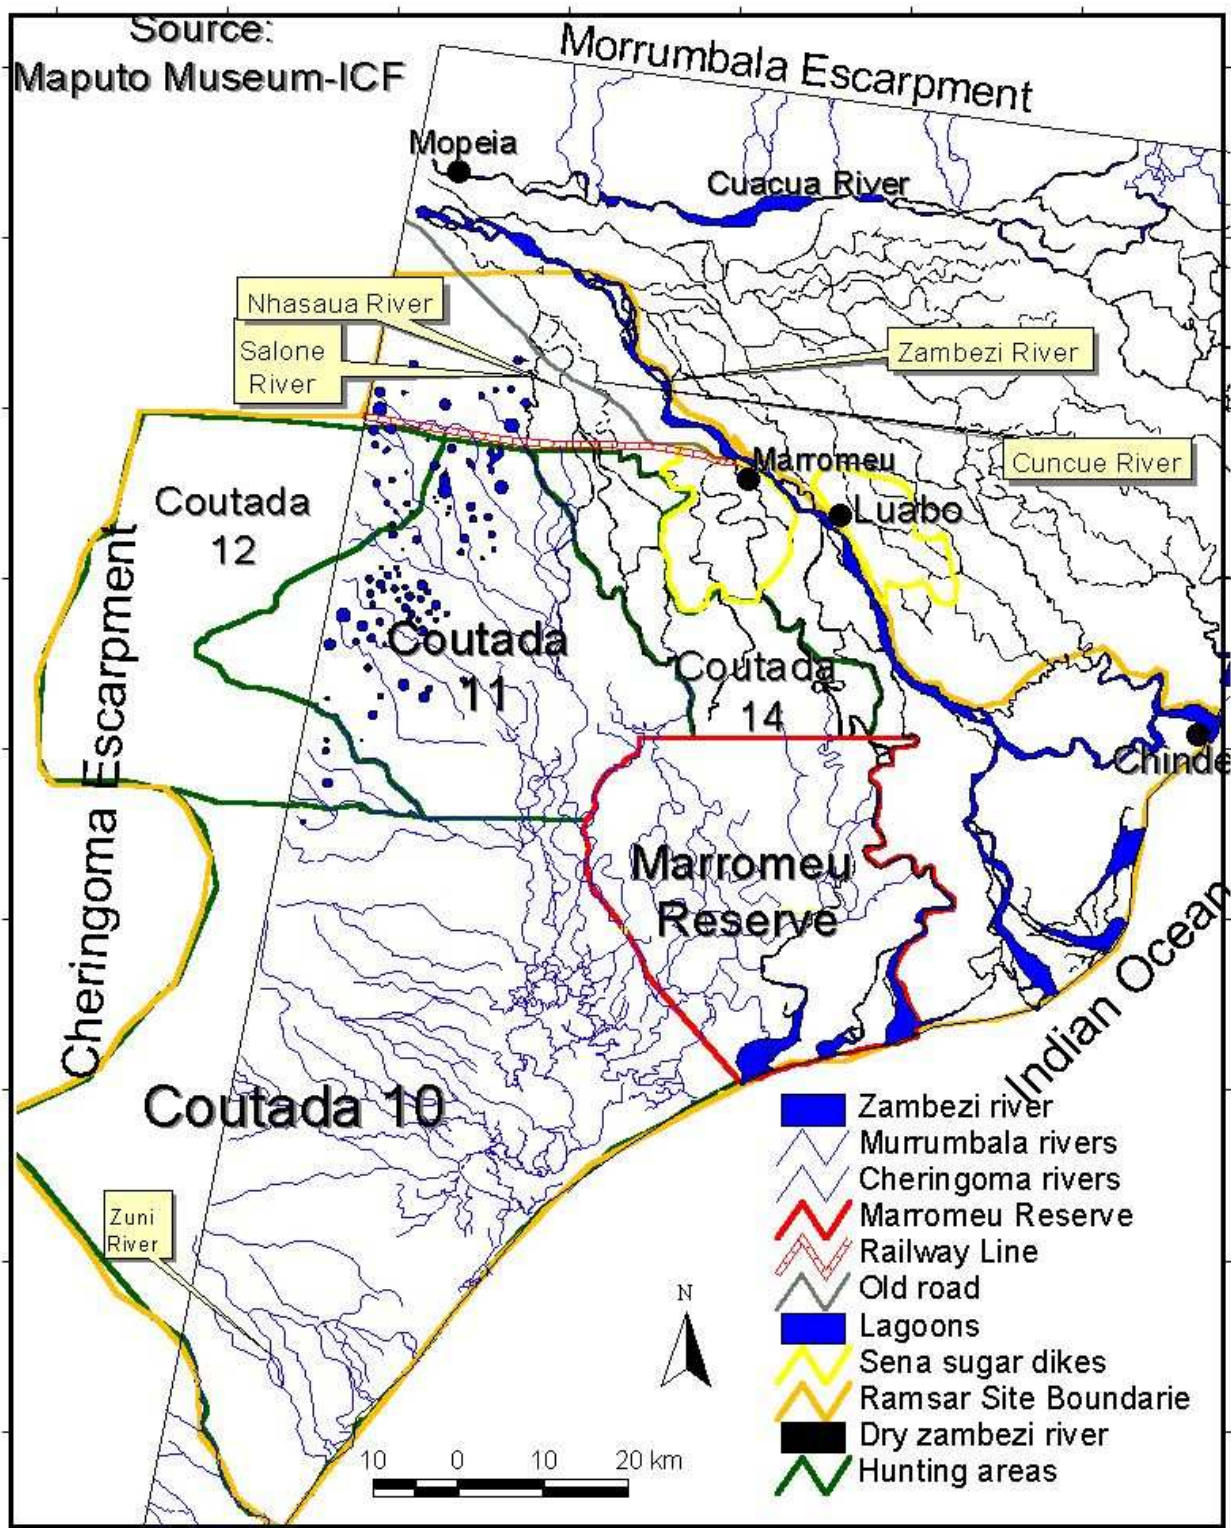 Source:
Maputo Museum-ICF
Morrumbala Escarpment
Mopeia
Cuacua River
Nhasaua River
Salone
River
Zambezi River
Cuncue River
Marromeu
Luabo
Coutada
12
Coutada
11
Coutada
14
Chinde
Cheringoma Escarpment
Marromeu
Reserve
Indian Ocean
Coutada 10
Zuni
River
N
10 0 10 20 km
Zambezi river
Murrumbala rivers
Cheringoma rivers
Marromeu Reserve
Railway Line
Old road
Lagoons
Sena sugar dikes
Ramsar Site Boundarie
Dry zambezi river
Hunting areas